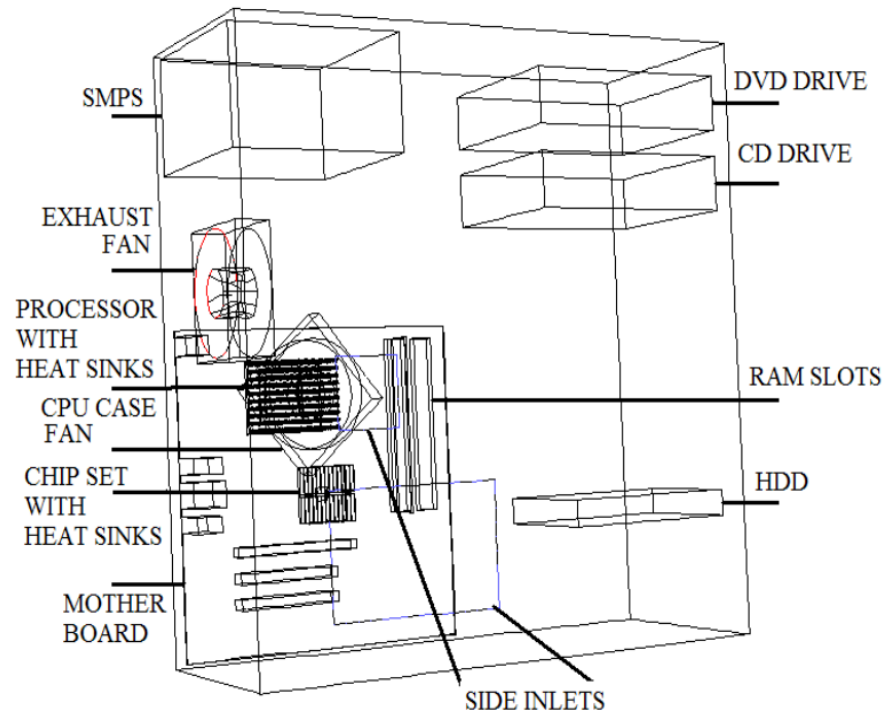 SMPS
EXHAUST
FAN
PROCESSOR
WITH
HEAT SINKS
CPU CASE
FAN
CHIP SET
WITH
HEAT SINKS
MOTHER
BOARD
DVD DRIVE
CD DRIVE
RAM SLOTS
HDD
SIDE INLETS